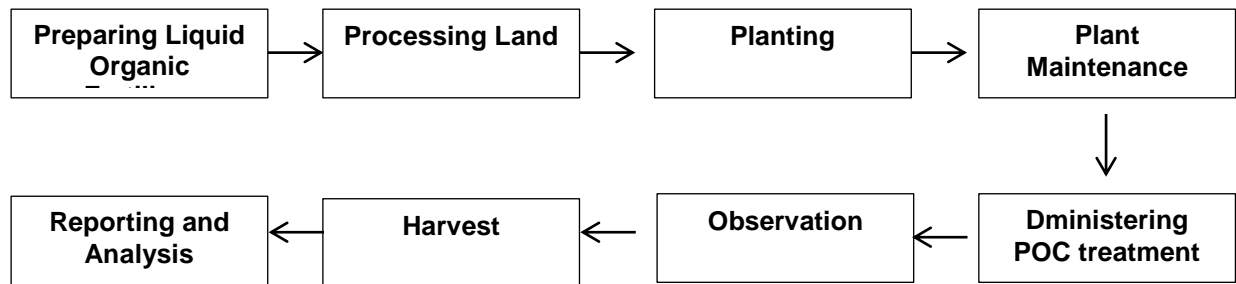 Preparing Liquid
Organic
Processing Land
Planting
Plant
Maintenance
Dministering
POC treatment
Observation
Harvest
Reporting and
Analysis